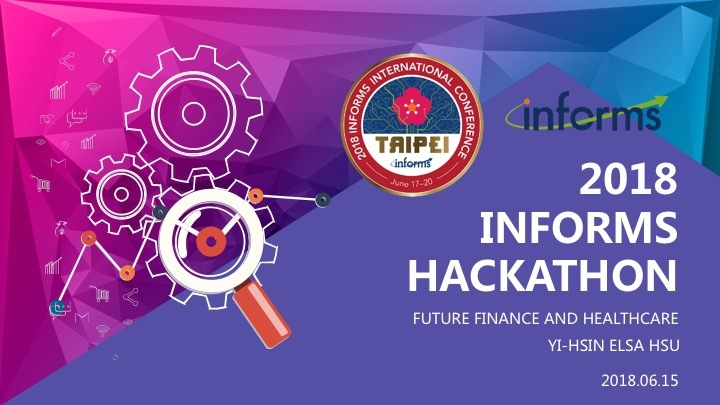 2018 INFORMS INTERNATIONAL CONFERENCE
TAIPEI
informs
June 17-20
informs
2018
INFORMS
HACKATHON
FUTURE FINANCE AND HEALTHCARE
YI-HSIN ELSA HSU
2018.06.15